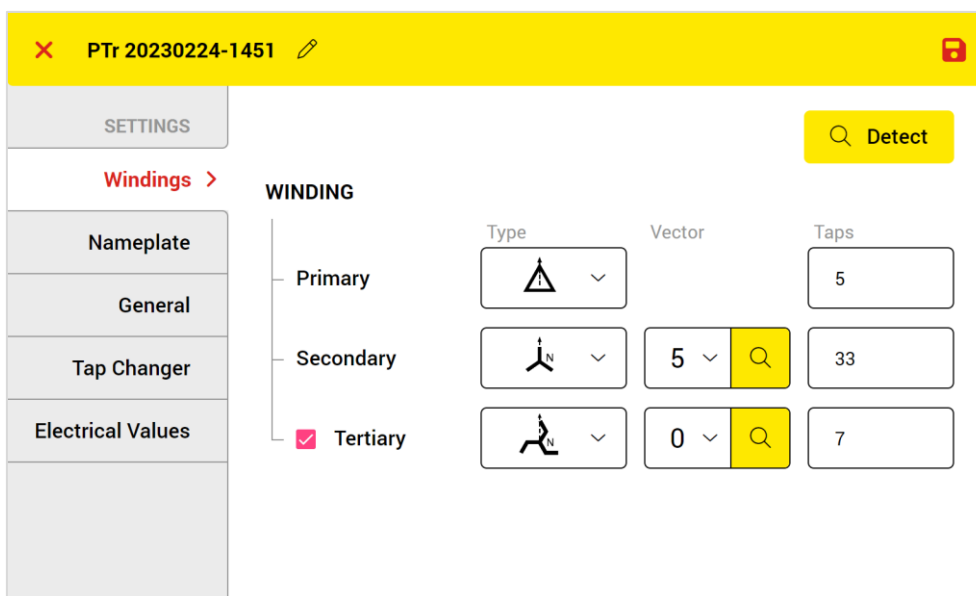 PTr 20230224-1451
SETTINGS
Detect
Windings
WINDING
Nameplate
Type Vector Taps
General
Primary 5
Tap Changer
Secondary N 5 33
Electrical Values
Tertiary N 0 7